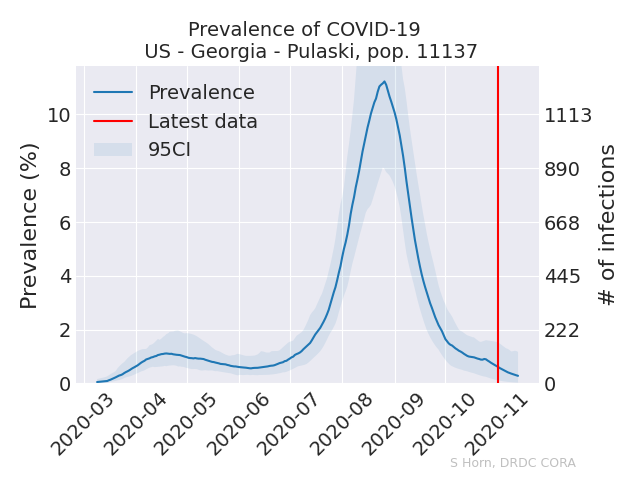 Prevalence of COVID-19
US - Georgia - Pulaski, pop. 11137
Prevalence
Latest data
95CI
Prevalence (%)
10
8
6
4
2
0
1113
890
668
445
222
0
# of infections
2020-03
2020-04
2020-05
2020-06
2020-07
2020-08
2020-09
2020-10
2020-11
S Horn, DRDC CORA